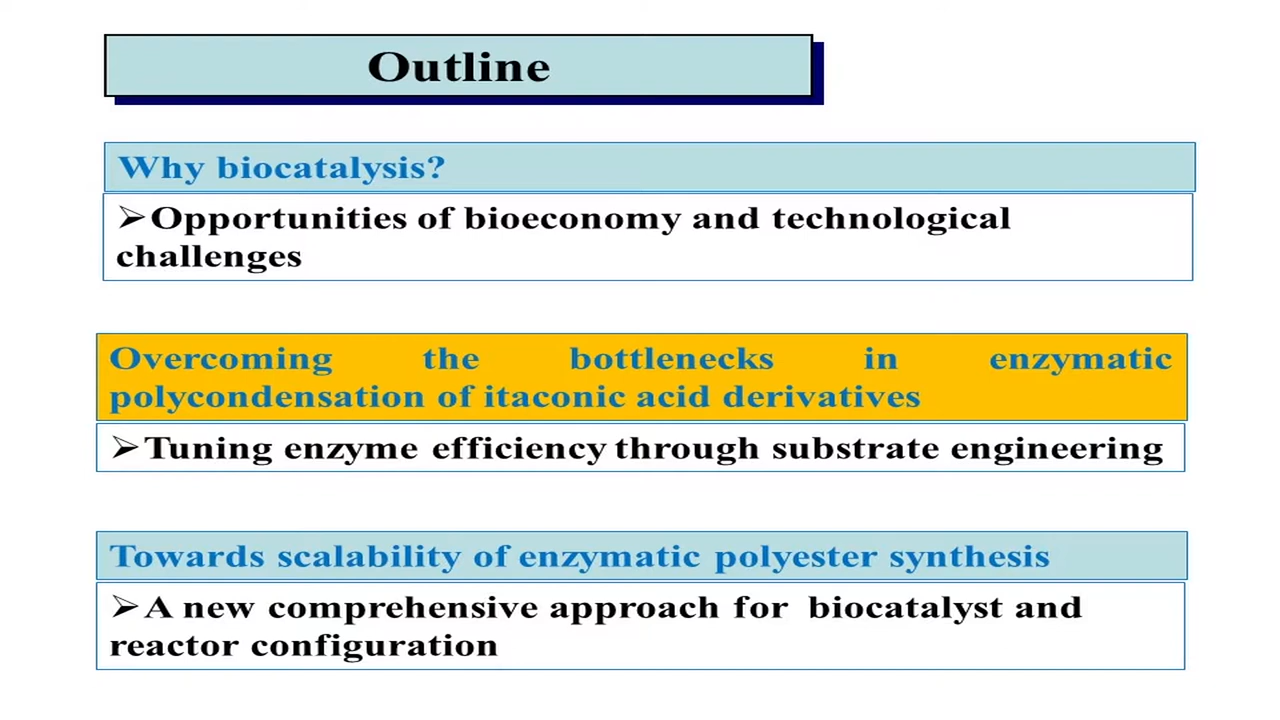 Outline
Why biocatalysis?
➢Opportunities of bioeconomy and technological
challenges
Overcoming the bottlenecks in enzymatic
polycondensation of itaconic acid derivatives
➢Tuning enzyme efficiency through substrate engineering
Towards scalability of enzymatic polyester synthesis
➢A new comprehensive approach for biocatalyst and
reactor configuration